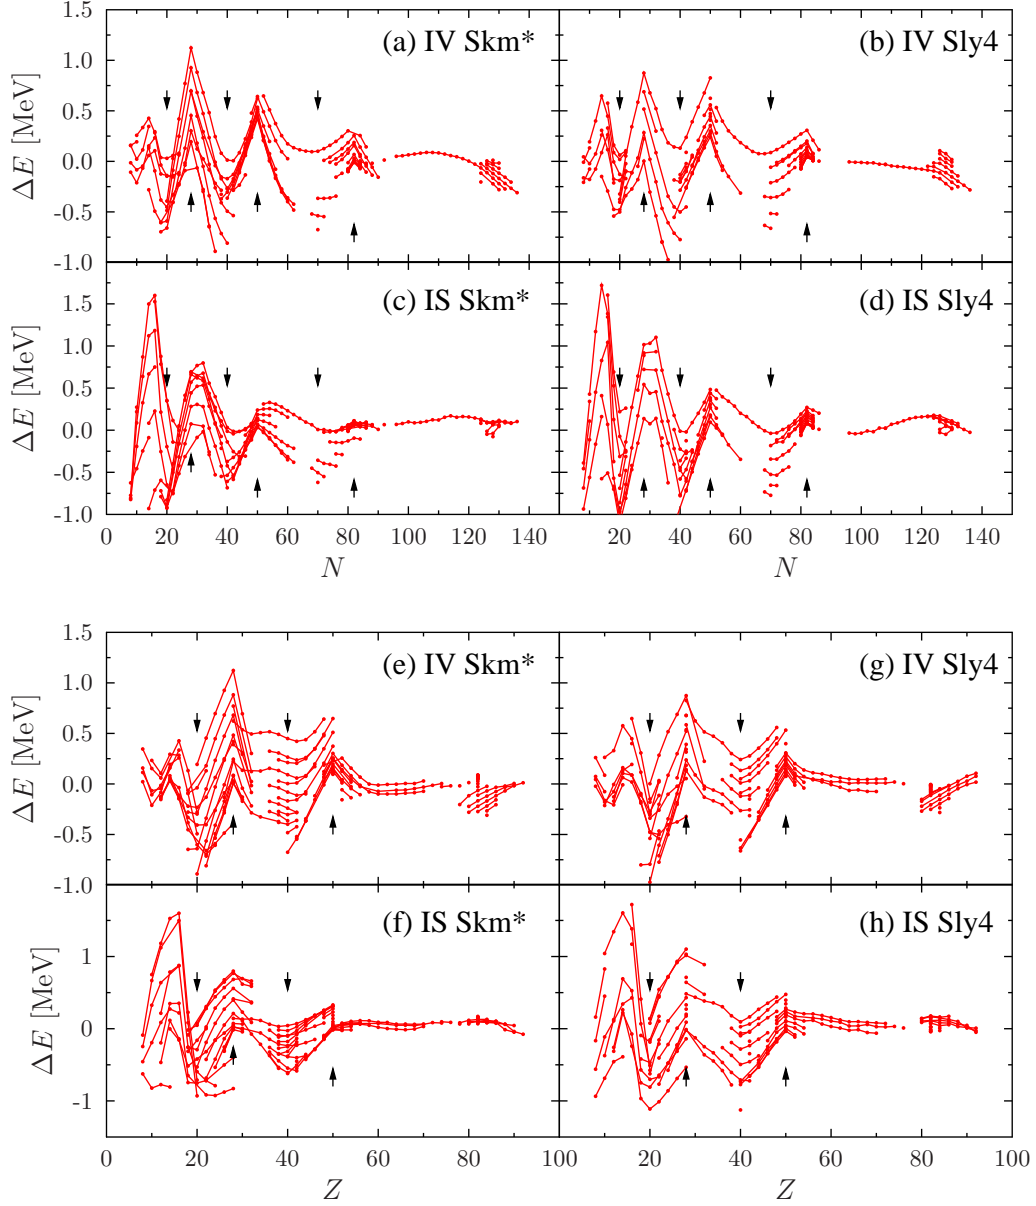 1.5
(a) IV Skm*
(b) IV Sly4
1.0
0.5
0.0
-0.5
-1.0
ΔE [MeV]
(c) IS Skm*
(d) IS Sly4
1.5
1.0
0.5
0.0
-0.5
-1.0
ΔE [MeV]
0 20 40 60 80 100 120 140
20 40 60 80 100 120 140
N
N
1.5
(e) IV Skm*
(g) IV Sly4
1.0
0.5
0.0
-0.5
-1.0
ΔE [MeV]
(f) IS Skm*
(h) IS Sly4
1
0
-1
ΔE [MeV]
0 20 40 60 80 100
20 40 60 80 100
Z
Z